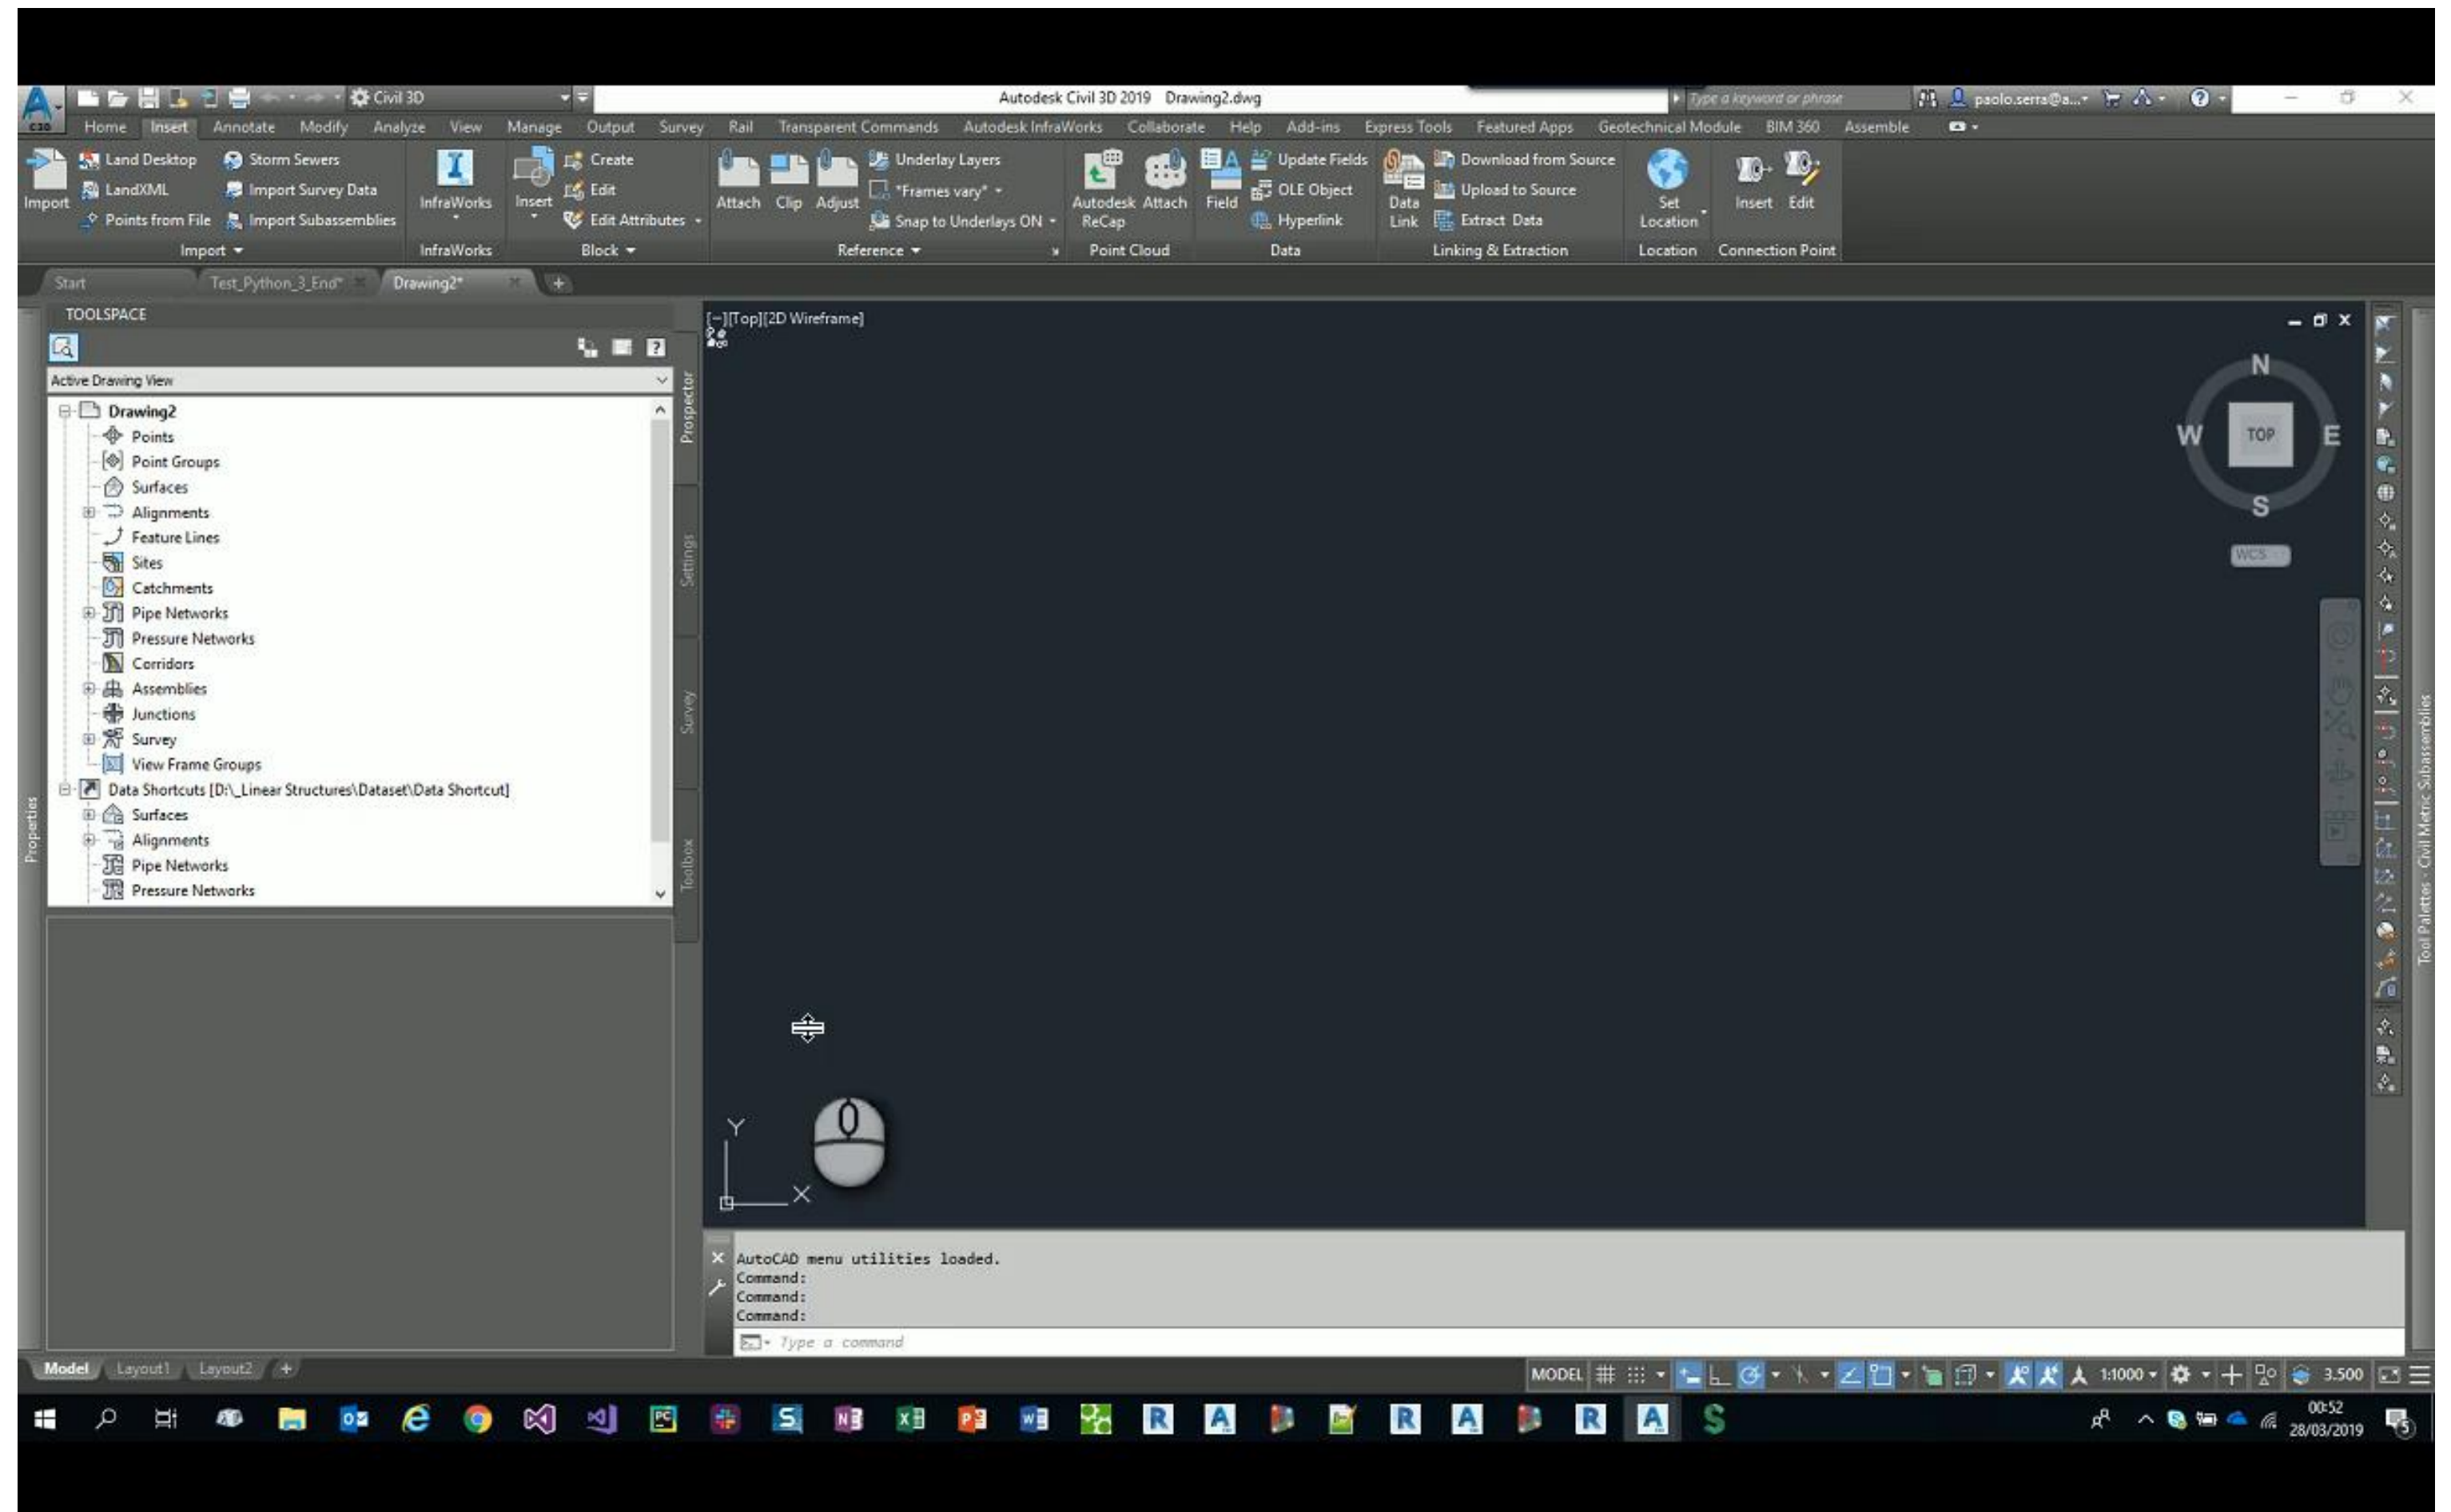 Civil 3D
Autodesk Civil 3D 2019 Drawing2.dwg
Type a keyword or phrase
paolo.serra@a...
C3D
Home Insert Annotate Modify Analyze View Manage Output Survey Rail Transparent Commands Autodesk InfraWorks Collaborate Help Add-ins Express Tools Featured Apps Geotechnical Module BIM 360 Assemble
Import
Land Desktop
LandXML
Points from File
Storm Sewers
Import Survey Data
Import Subassemblies
InfraWorks
Insert
Create
Edit
Edit Attributes
Attach
Clip
Adjust
Underlay Layers
*Frames vary*
Snap to Underlays ON
Autodesk
ReCap
Attach
Field
Update Fields
OLE Object
Hyperlink
Data
Link
Download from Source
Upload to Source
Extract Data
Set
Location
Insert
Edit
Import InfraWorks Block Reference Point Cloud Data Linking & Extraction Location Connection Point
Start Test_Python_3_End* Drawing2*
TOOLSPACE
Active Drawing View
Drawing2
Points
Point Groups
Surfaces
Alignments
Feature Lines
Sites
Catchments
Pipe Networks
Pressure Networks
Corridors
Assemblies
Junctions
Survey
View Frame Groups
Data Shortcuts [D:\_Linear Structures\Dataset\Data Shortcut]
Surfaces
Alignments
Pipe Networks
Pressure Networks
Prospector
Settings
Survey
Toolbox
Properties
[−][Top][2D Wireframe]
N
W TOP E
S
WCS
Tool Palettes - Civil Metric Subassemblies
Y
X
AutoCAD menu utilities loaded.
Command:
Command:
Command:
Type a command
Model Layout1 Layout2 +
MODEL 1:1000 3.500
00:52
28/03/2019